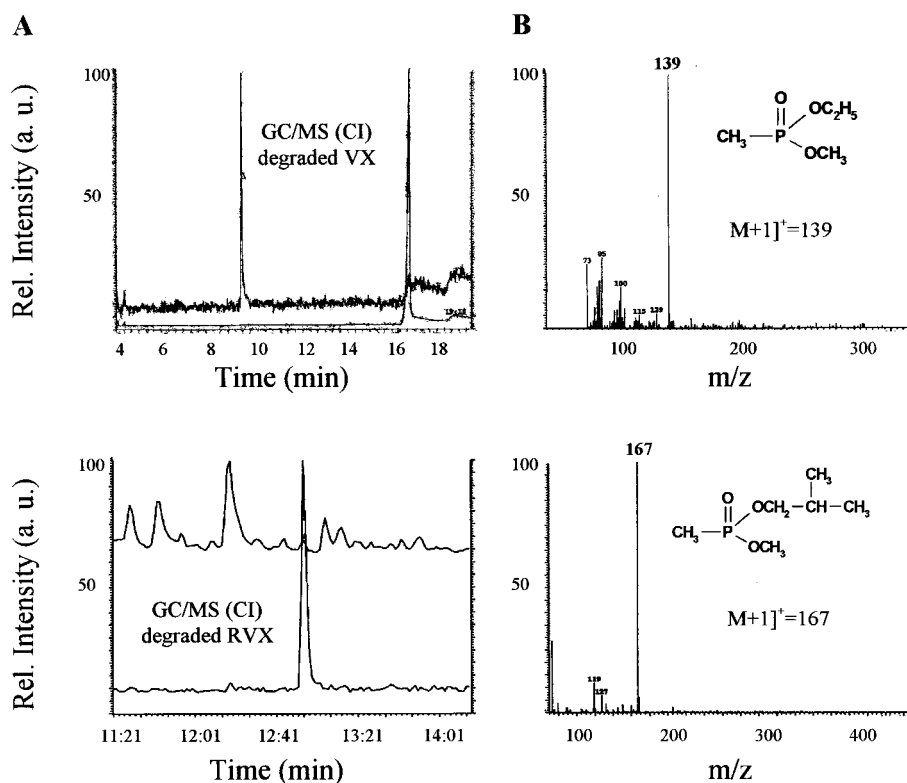 A
B
Rel. Intensity (a. u.)
100
50
GC/MS (CI)
degraded VX
4 6 8 10 12 14 16 18
Time (min)
139
73
95
100
115
129
O
OC2H5
CH3 P
OCH3
M+1]+=139
100 200 300
m/z
Rel. Intensity (a. u.)
100
50
GC/MS (CI)
degraded RVX
11:21 12:01 12:41 13:21 14:01
Time (min)
100
50
167
119
127
CH3
O
OCH2 CH CH3
CH3 P
OCH3
M+1]+=167
100 200 300 400
m/z